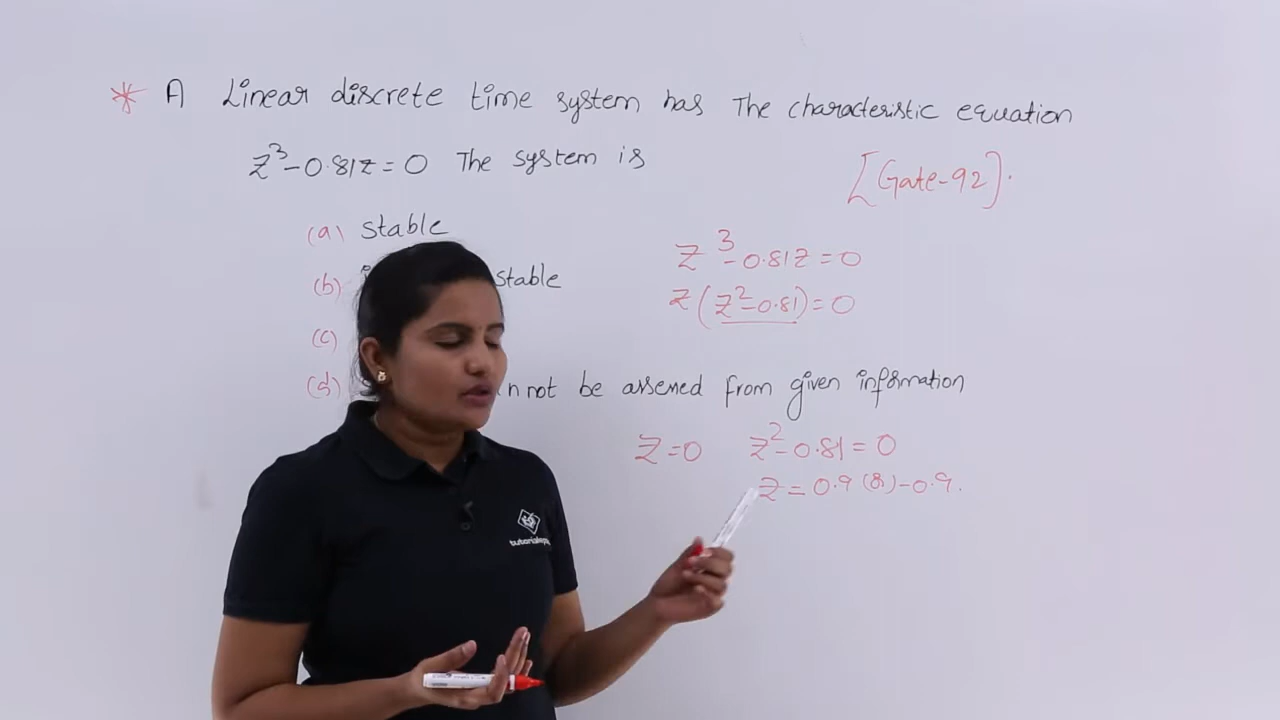 * A Linear discrete time system has The characteristic equation
z³-0.81z=0 The system is
[Gate-92].
(a) stable
(b) stable
(c)
(d) n not be assessed from given information
z³-0.81z=0
z(z²-0.81)=0
z=0 z²-0.81=0
z=0.9 (or) -0.9.